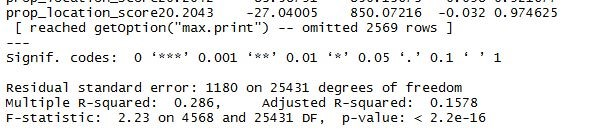 prop_location_score20.2043 -27.04005 850.07216 -0.032 0.974625
[ reached getOption("max.print") -- omitted 2569 rows ]
---
Signif. codes: 0 ‘***’ 0.001 ‘**’ 0.01 ‘*’ 0.05 ‘.’ 0.1 ‘ ’ 1
Residual standard error: 1180 on 25431 degrees of freedom
Multiple R-squared: 0.286, Adjusted R-squared: 0.1578
F-statistic: 2.23 on 4568 and 25431 DF, p-value: < 2.2e-16